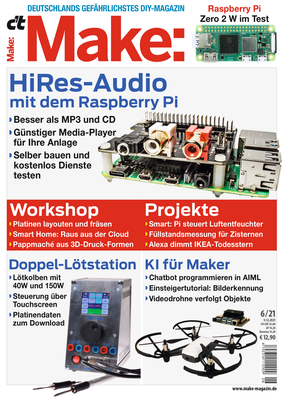 DEUTSCHLANDS GEFÄHRLICHSTES DIY-MAGAZIN
c't
Make:
Make:
Raspberry Pi
Zero 2 W im Test
HiRes-Audio
mit dem Raspberry Pi
Besser als MP3 und CD
Günstiger Media-Player
für Ihre Anlage
Selber bauen und
kostenlos Dienste
testen
Workshop
Platinen layouten und fräsen
Smart Home: Raus aus der Cloud
Pappmaché aus 3D-Druck-Formen
Projekte
Smart: Pi steuert Luftentfeuchter
Füllstandsmessung für Zisternen
Alexa dimmt IKEA-Todesstern
Doppel-Lötstation
Lötkolben mit
40W und 150W
Steuerung über
Touchscreen
Platinendaten
zum Download
KI für Maker
Chatbot programmieren in AIML
Einsteigertutorial: Bilderkennung
Videodrohne verfolgt Objekte
6/21
€ 12,90
www.make-magazin.de